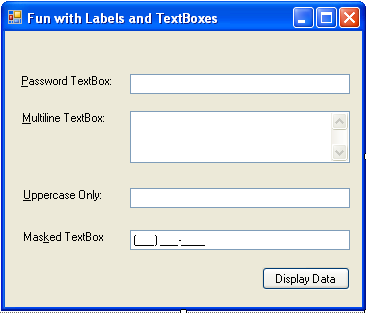 Fun with Labels and TextBoxes
Password TextBox:
Multiline TextBox:
Uppercase Only:
Masked TextBox
(___) ___-____
Display Data